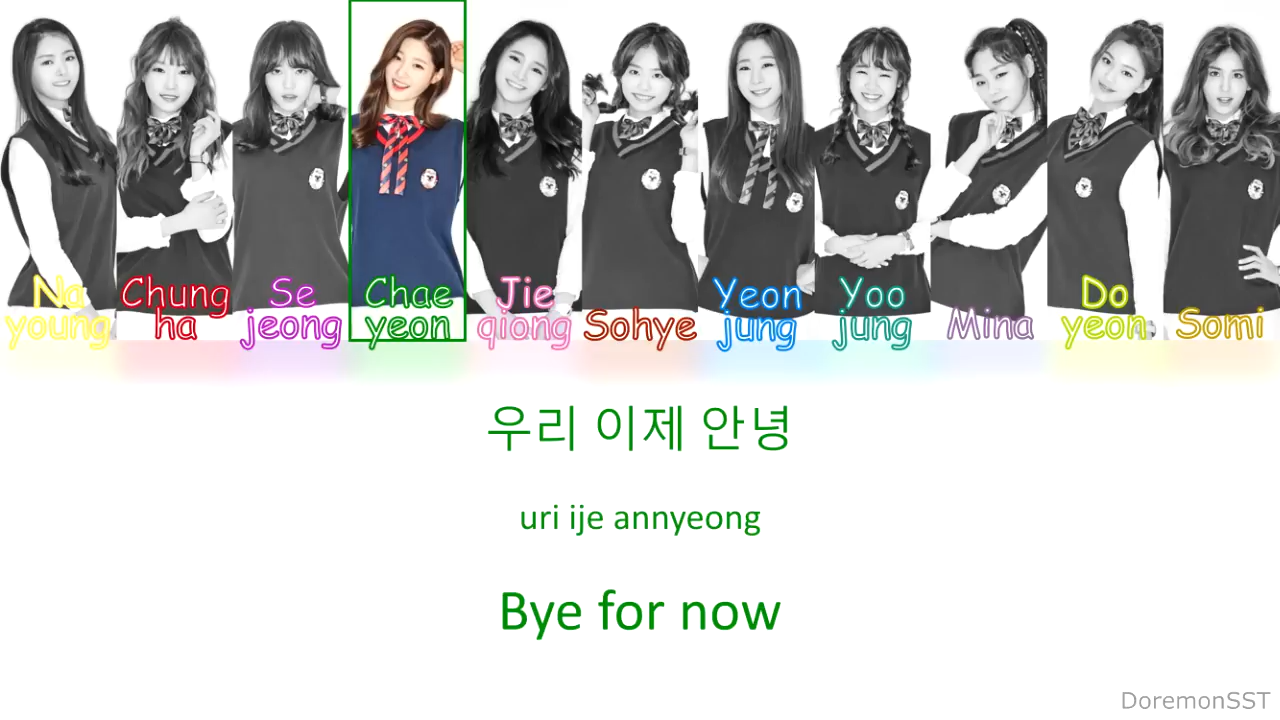 Na
young
Chung
ha
Se
jeong
Chae
yeon
Jie
qiong
Sohye
Yeon
jung
Yoo
jung
Mina
Do
yeon
Somi
우리 이제 안녕
uri ije annyeong
Bye for now
DoremonSST